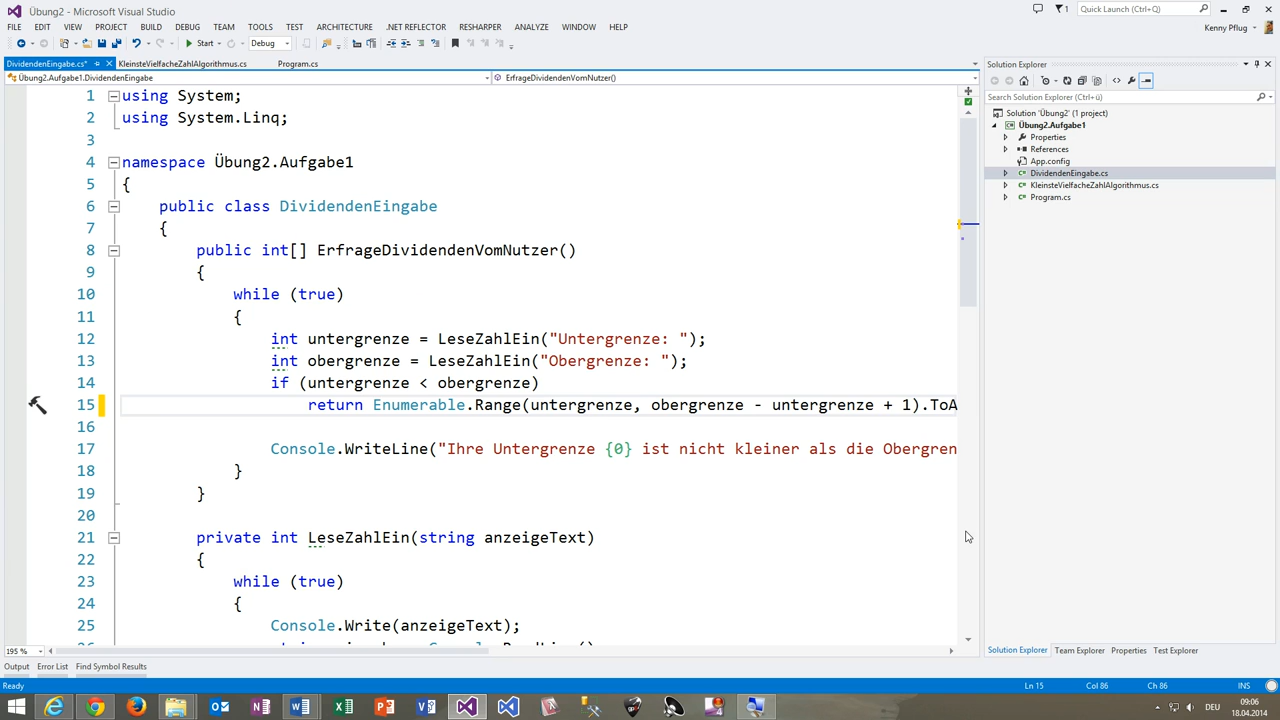 Übung2 - Microsoft Visual Studio
1
Quick Launch (Ctrl+Q)
FILE EDIT VIEW PROJECT BUILD DEBUG TEAM TOOLS TEST ARCHITECTURE .NET REFLECTOR RESHARPER ANALYZE WINDOW HELP
Kenny Pflug
Start Debug
DividendenEingabe.cs* KleinsteVielfacheZahlAlgorithmus.cs Program.cs
Übung2.Aufgabe1.DividendenEingabe ErfrageDividendenVomNutzer()
1 using System;
2 using System.Linq;
3
4 namespace Übung2.Aufgabe1
5 {
6 public class DividendenEingabe
7 {
8 public int[] ErfrageDividendenVomNutzer()
9 {
10 while (true)
11 {
12 int untergrenze = LeseZahlEin("Untergrenze: ");
13 int obergrenze = LeseZahlEin("Obergrenze: ");
14 if (untergrenze < obergrenze)
15 return Enumerable.Range(untergrenze, obergrenze - untergrenze + 1).ToA
16
17 Console.WriteLine("Ihre Untergrenze {0} ist nicht kleiner als die Obergren
18 }
19 }
20
21 private int LeseZahlEin(string anzeigeText)
22 {
23 while (true)
24 {
25 Console.Write(anzeigeText);
195 %
Solution Explorer
Search Solution Explorer (Ctrl+ü)
Solution 'Übung2' (1 project)
Übung2.Aufgabe1
Properties
References
App.config
DividendenEingabe.cs
KleinsteVielfacheZahlAlgorithmus.cs
Program.cs
Solution Explorer Team Explorer Properties Test Explorer
Output Error List Find Symbol Results
Ready Ln 15 Col 86 Ch 86 INS
DEU
09:06
18.04.2014